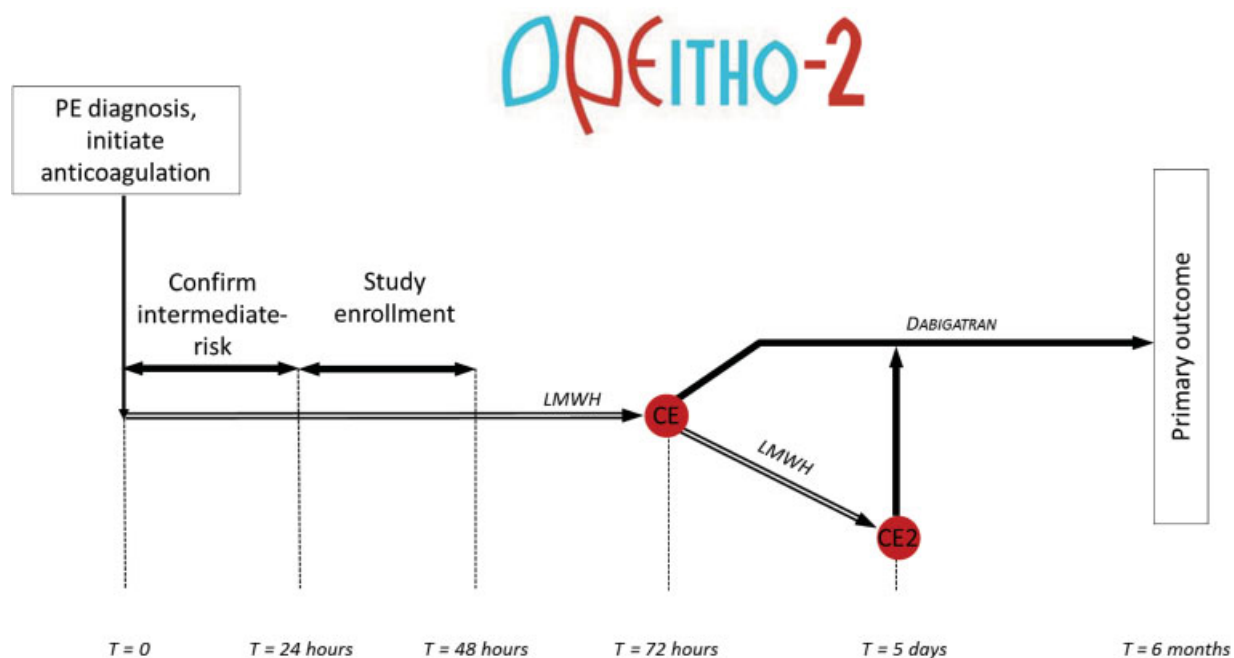 OPEITHO-2
PE diagnosis,
initiate
anticoagulation
Confirm
intermediate-
risk
Study
enrollment
LMWH
CE
DABIGATRAN
LMWH
CE2
Primary outcome
T = 0
T = 24 hours
T = 48 hours
T = 72 hours
T = 5 days
T = 6 months